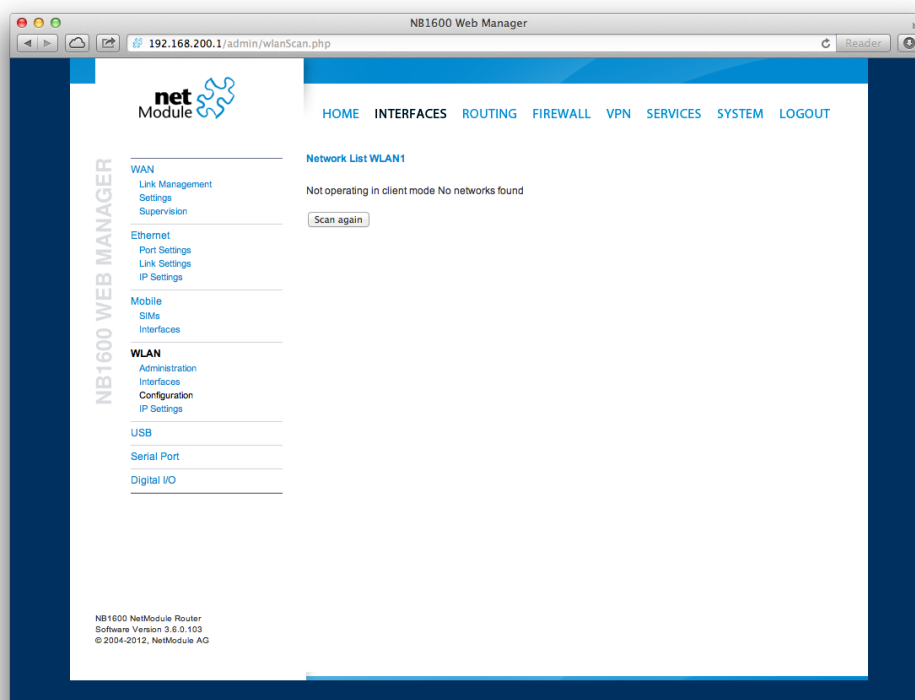 NB1600 Web Manager
192.168.200.1/admin/wlanScan.php
Reader
net
Module
HOME INTERFACES ROUTING FIREWALL VPN SERVICES SYSTEM LOGOUT
NB1600 WEB MANAGER
WAN
Link Management
Settings
Supervision
Ethernet
Port Settings
Link Settings
IP Settings
Mobile
SIMs
Interfaces
WLAN
Administration
Interfaces
Configuration
IP Settings
USB
Serial Port
Digital I/O
Network List WLAN1
Not operating in client mode No networks found
Scan again
NB1600 NetModule Router
Software Version 3.6.0.103
© 2004-2012, NetModule AG